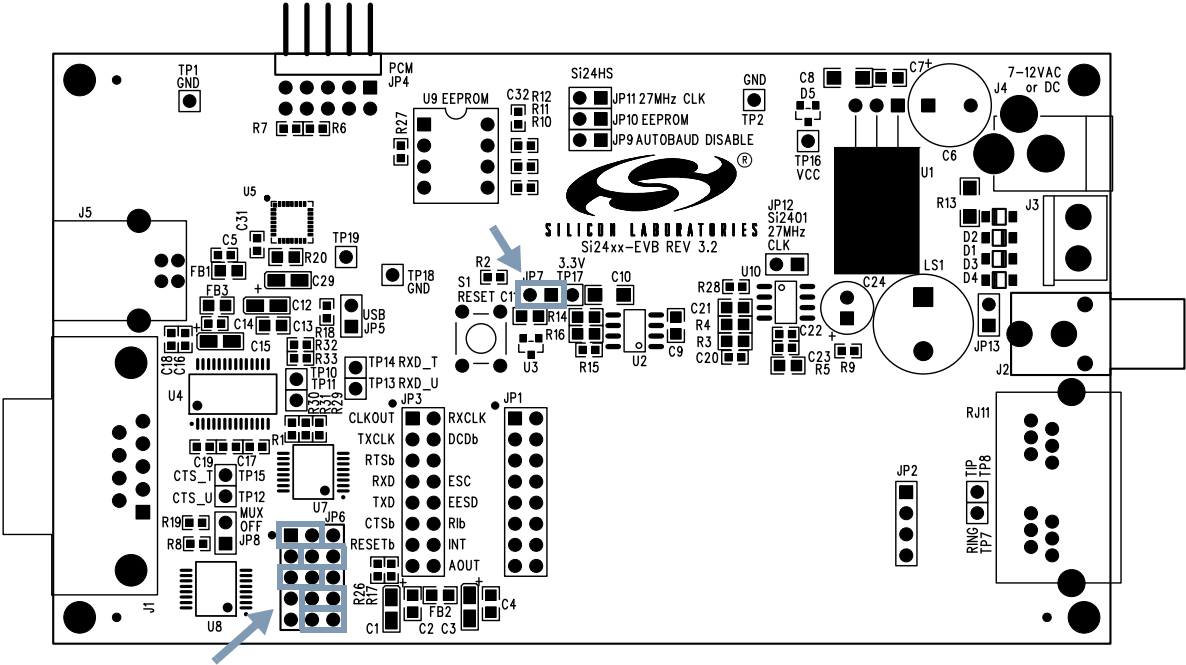 PCM
JP4
TP1
GND
R7
R6
U9 EEPROM
R27
C32
R12
R11
R10
Si24HS
JP11 27MHz CLK
JP10 EEPROM
JP9 AUTOBAUD DISABLE
GND
TP2
C8
D5
TP16
VCC
C7
+
C6
7-12VAC
or DC
J4
U1
R13
J3
D2
D1
D3
D4
®
SILICON LABORATORIES
Si24xx-EVB REV 3.2
JP12
Si2401
27MHz
CLK
U5
J5
C31
C5
FB1
R20
C29
TP19
TP18
GND
FB3
+
C12
C14
C13
+
C15
C18
C16
R18
R32
R33
USB
JP5
S1
RESET
R2
C11
JP7
3.3V
TP17
C10
R14
R16
R15
U3
U2
C9
U10
R28
C21
R4
R3
C20
C22
C23
R5
C24
+
R9
LS1
JP13
J2
U4
TP10
TP11
TP14 RXD_T
TP13 RXD_U
R30
R31
R29
R1
C19
C17
CTS_T
TP15
CTS_U
TP12
MUX
OFF
JP8
R19
R8
U7
JP6
U8
J1
JP3
CLKOUT
RXCLK
TXCLK
DCDb
RTSb
RXD
ESC
TXD
EESD
CTSb
RIb
RESETb
INT
AOUT
JP1
R26
R17
+
C1
C2
FB2
+
C3
C4
JP2
TIP
TP8
RING
TP7
RJ11